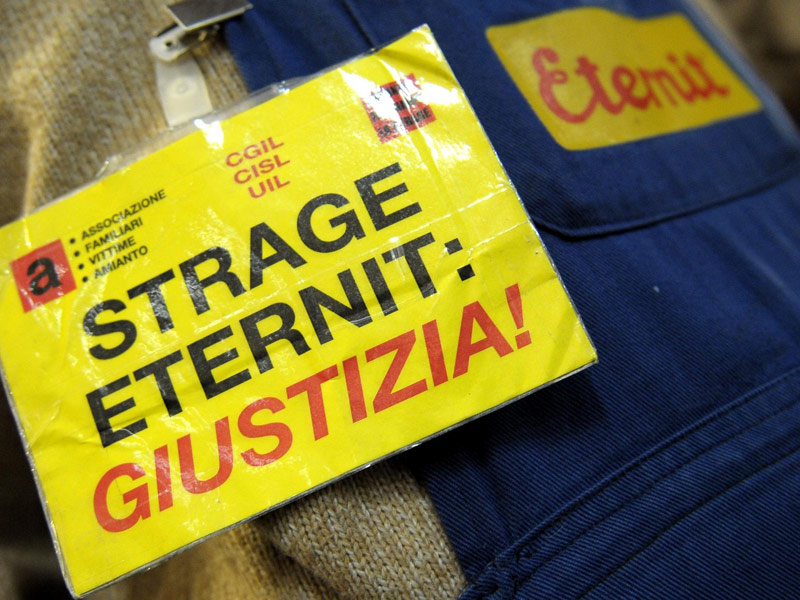 CGIL
CISL
UIL
a
• ASSOCIAZIONE
• FAMILIARI
• VITTIME
• AMIANTO
STRAGE
ETERNIT:
GIUSTIZIA!
Eternit